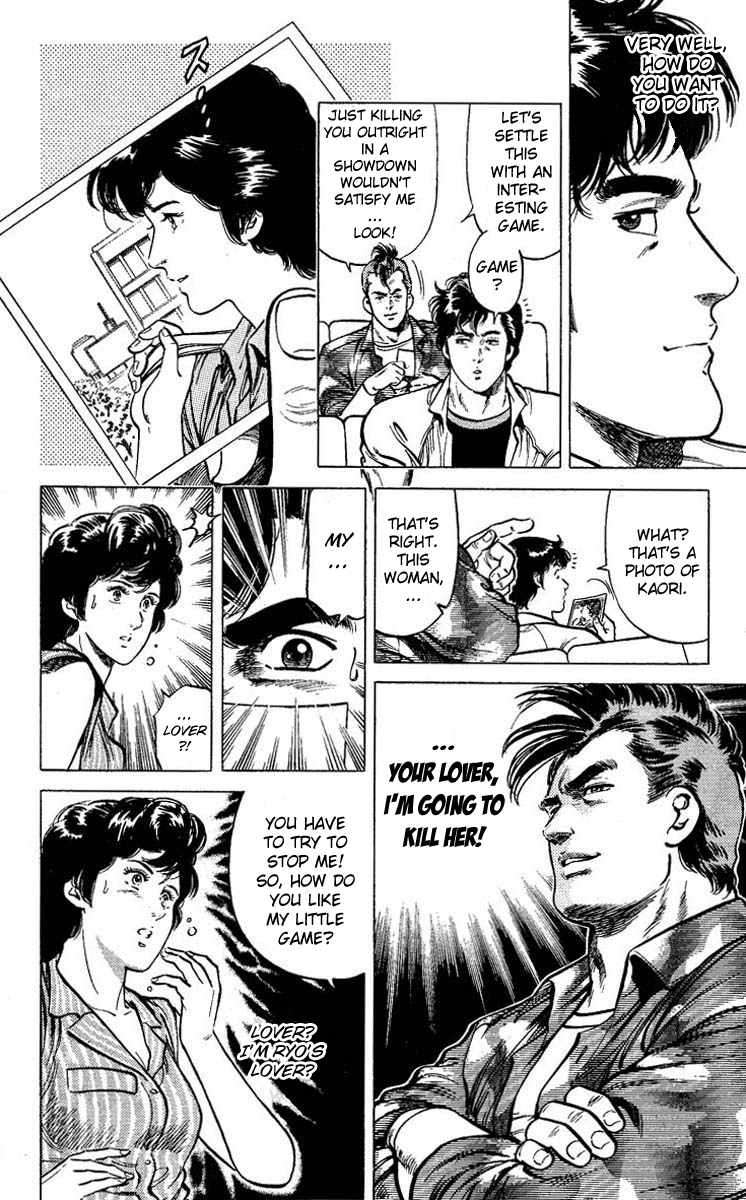 VERY WELL,
HOW DO
YOU WANT
TO DO IT?
LET'S
SETTLE
THIS
WITH AN
INTER-
ESTING
GAME.
GAME
?
JUST KILLING
YOU OUTRIGHT
IN A
SHOWDOWN
WOULDN'T
SATISFY ME
...
LOOK!
ス
WHAT?
THAT'S A
PHOTO OF
KAORI.
THAT'S
RIGHT.
THIS
WOMAN,
...
MY
...
...
LOVER
?!
...
YOUR LOVER,
I'M GOING TO
KILL HER!
YOU HAVE
TO TRY TO
STOP ME!
SO, HOW DO
YOU LIKE
MY LITTLE
GAME?
LOVER?
I'M RYO'S
LOVER?